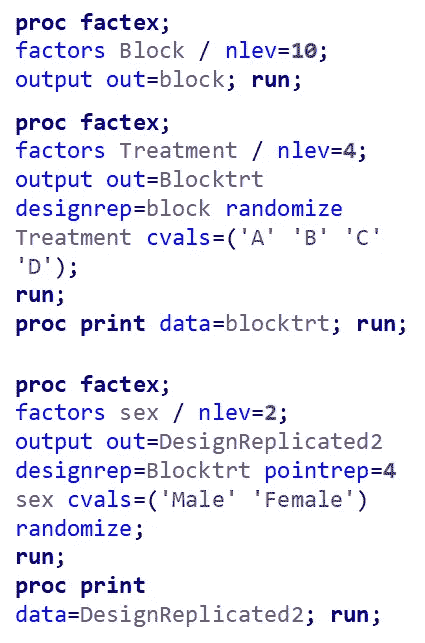 proc factex;
factors Block / nlev=10;
output out=block; run;
proc factex;
factors Treatment / nlev=4;
output out=Blocktrt
designrep=block randomize
Treatment cvals=('A' 'B' 'C'
'D');
run;
proc print data=blocktrt; run;
proc factex;
factors sex / nlev=2;
output out=DesignReplicated2
designrep=Blocktrt pointrep=4
sex cvals=('Male' 'Female')
randomize;
run;
proc print
data=DesignReplicated2; run;